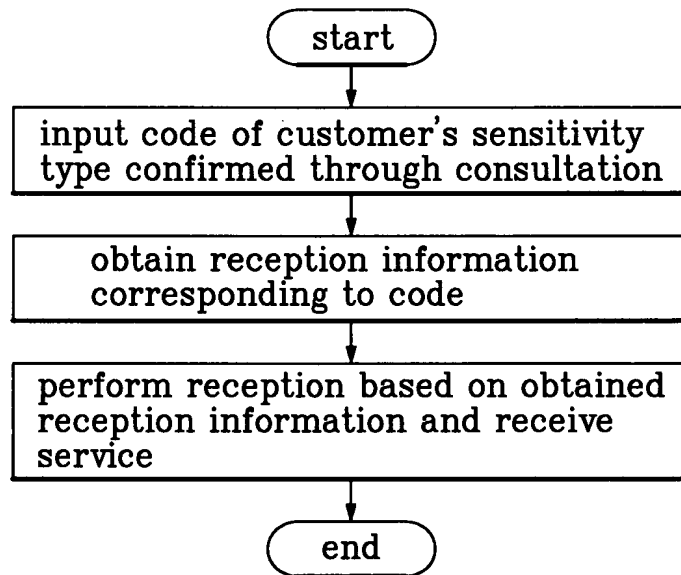 start
input code of customer's sensitivity
type confirmed through consultation
obtain reception information
corresponding to code
perform reception based on obtained
reception information and receive
service
end